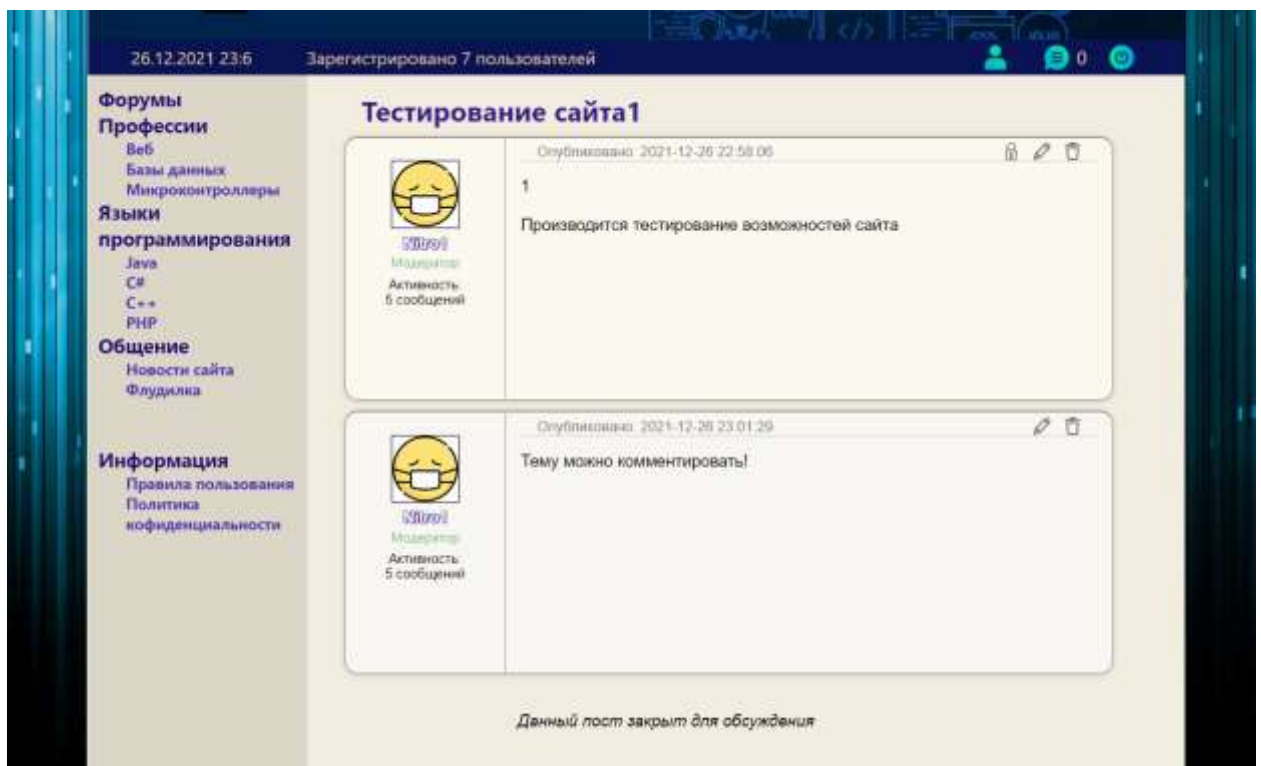 26.12.2021 23:6
Зарегистрировано 7 пользователей
0
Форумы
Профессии
Веб
Базы данных
Микроконтроллеры
Языки
программирования
Java
C#
C++
PHP
Общение
Новости сайта
Флудилка
Информация
Правила пользования
Политика
кофиденциальности
Тестирование сайта1
Опубликовано: 2021-12-26 22:58:06
1
Производится тестирование возможностей сайта
Модератор
Активность
5 сообщений
Опубликовано: 2021-12-26 23:01:29
Тему можно комментировать!
Модератор
Активность
5 сообщений
Данный пост закрыт для обсуждения